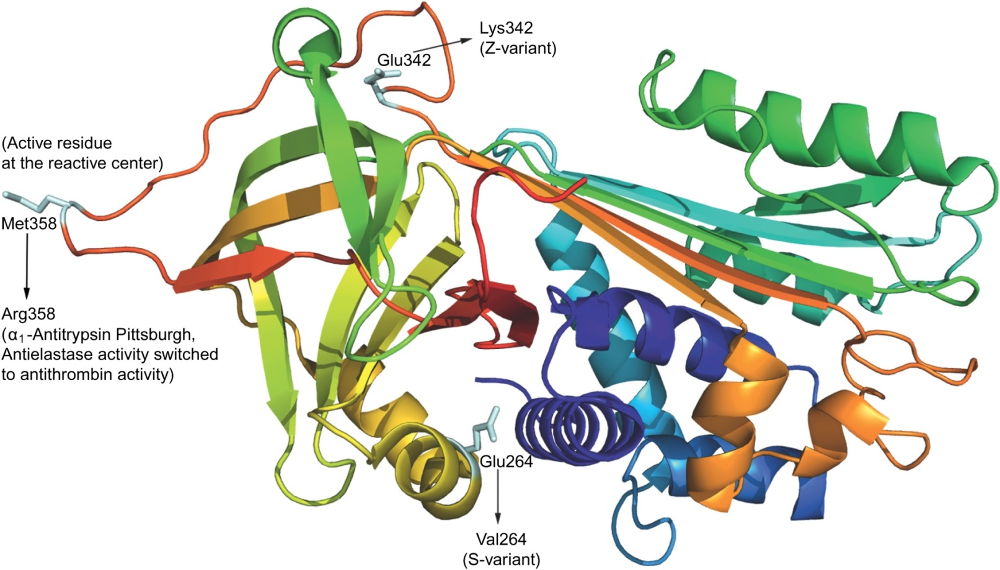 Lys342
(Z-variant)
Glu342
(Active residue
at the reactive center)
Met358
Arg358
(α₁-Antitrypsin Pittsburgh,
Antielastase activity switched
to antithrombin activity)
Glu264
Val264
(S-variant)